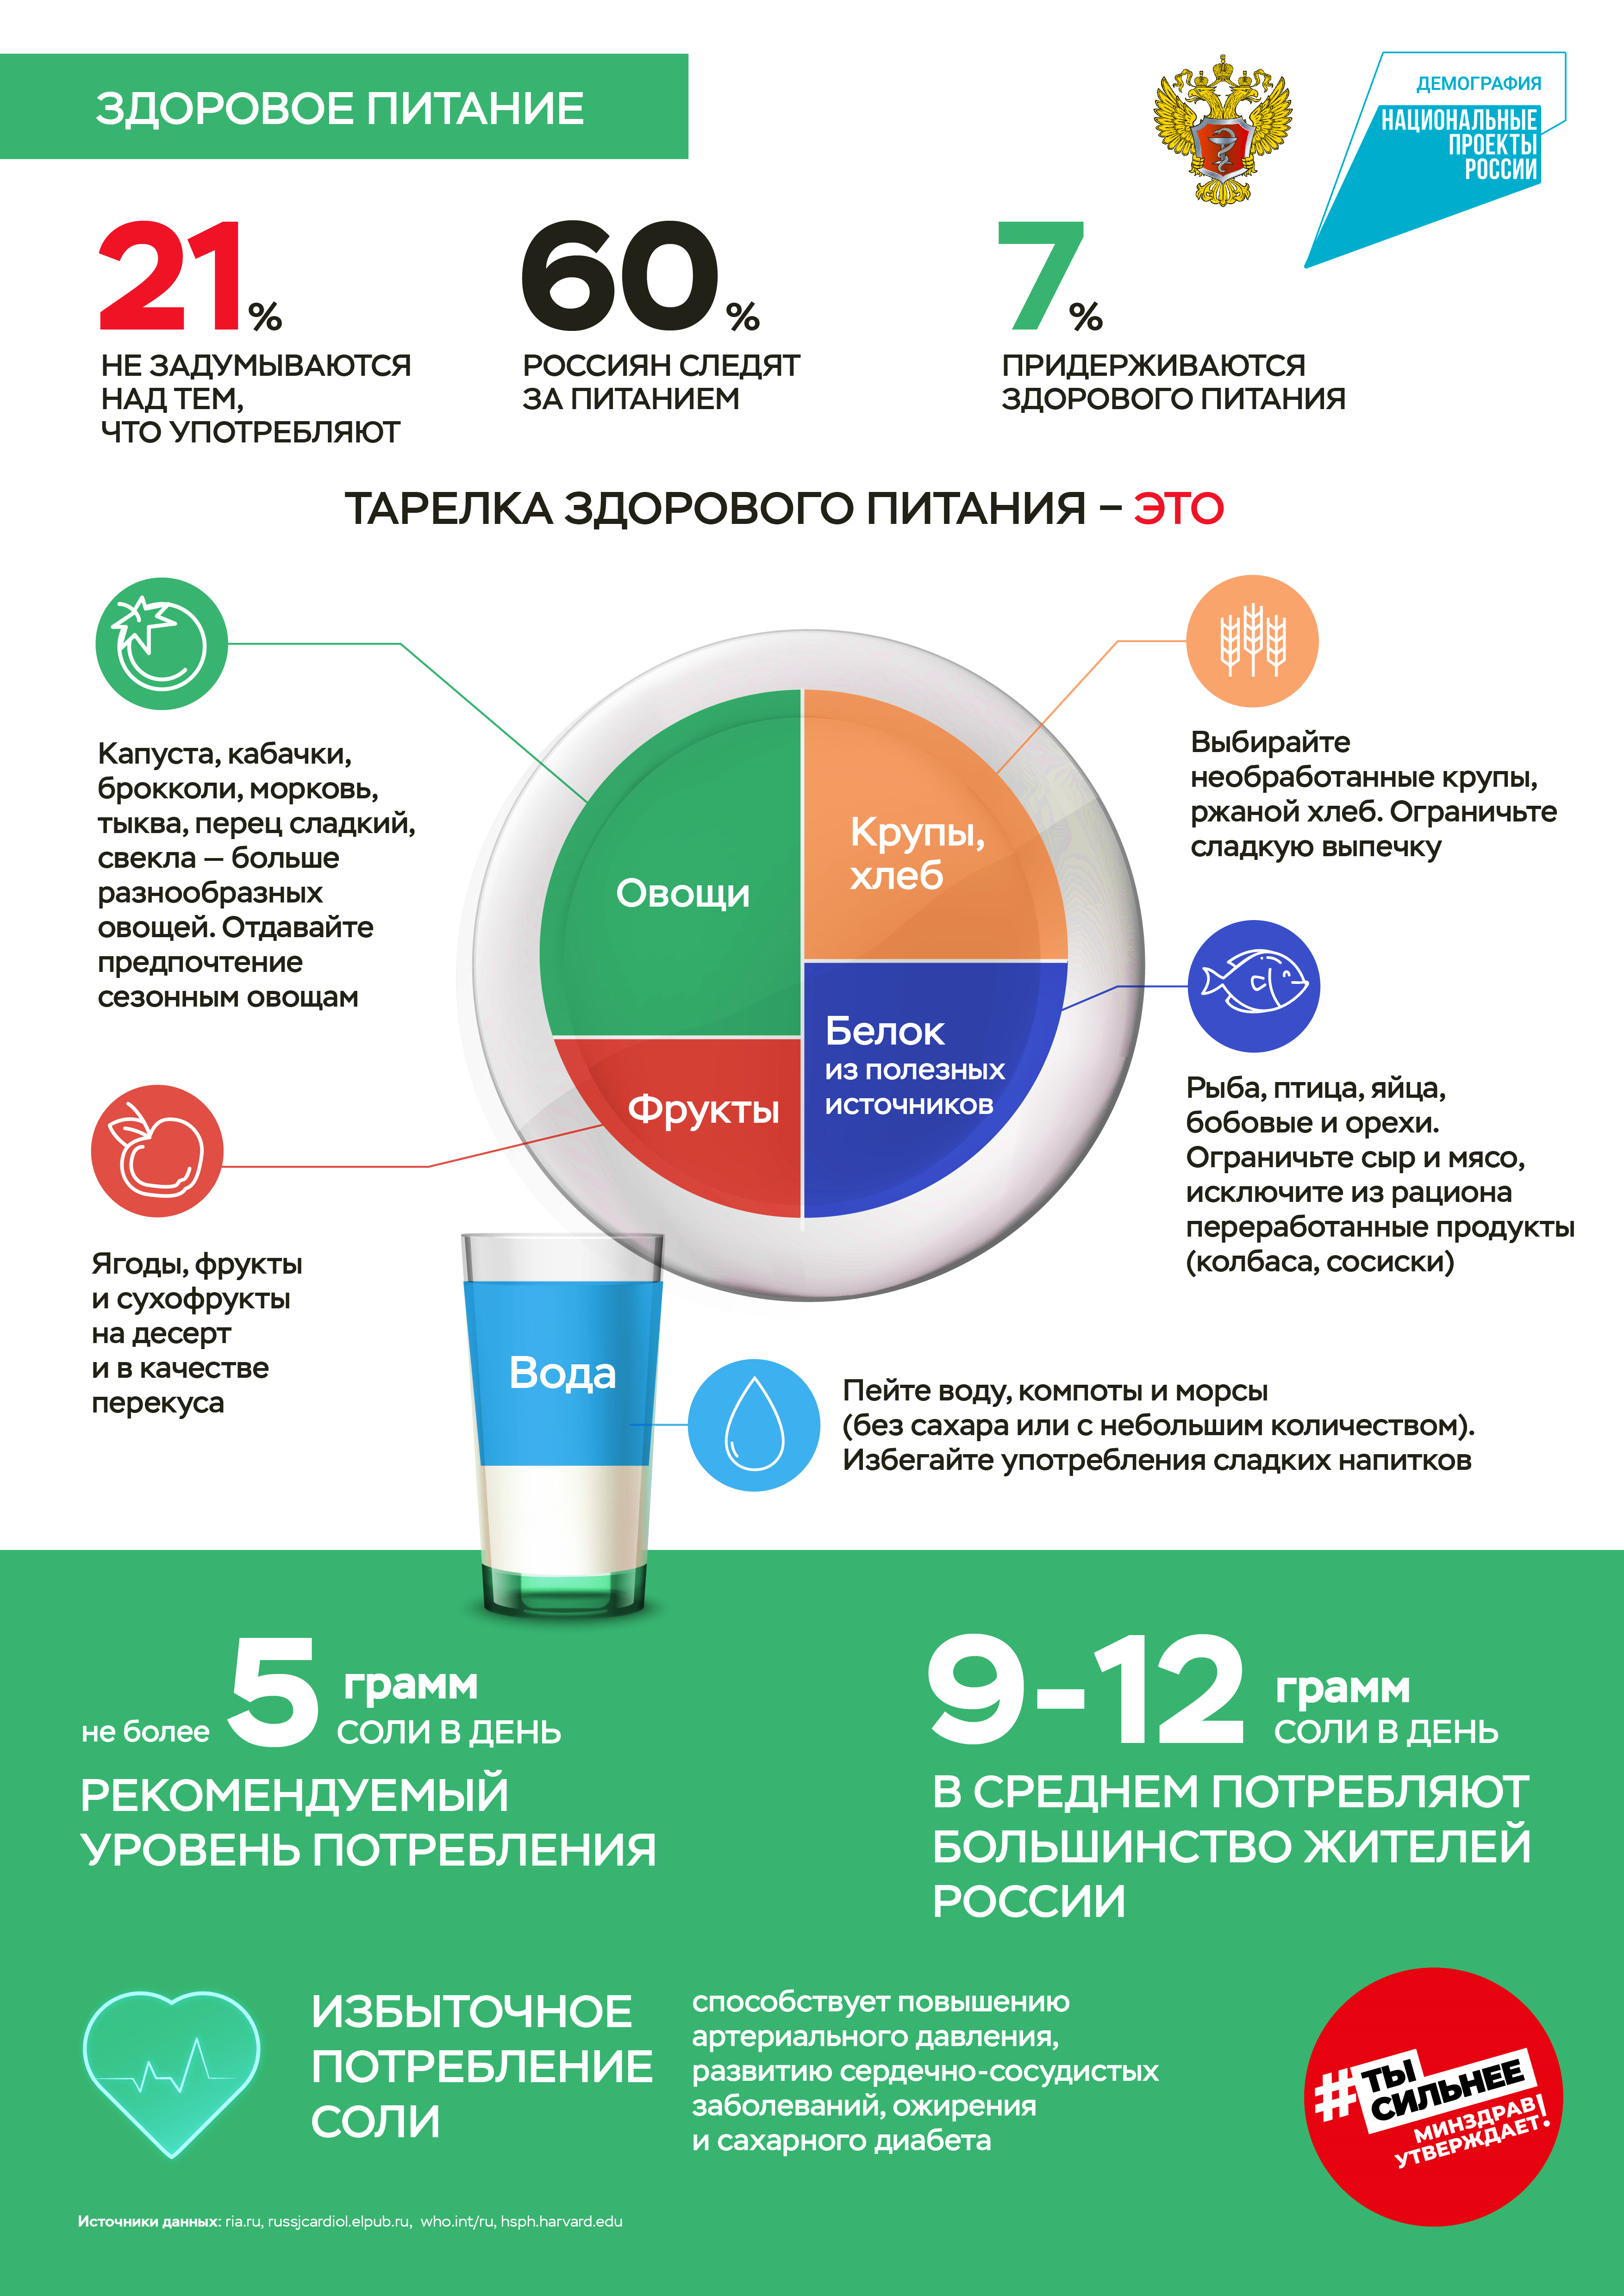 ЗДОРОВОЕ ПИТАНИЕ
ДЕМОГРАФИЯ
НАЦИОНАЛЬНЫЕ
ПРОЕКТЫ
РОССИИ
21%
НЕ ЗАДУМЫВАЮТСЯ
НАД ТЕМ,
ЧТО УПОТРЕБЛЯЮТ
60%
РОССИЯН СЛЕДЯТ
ЗА ПИТАНИЕМ
7%
ПРИДЕРЖИВАЮТСЯ
ЗДОРОВОГО ПИТАНИЯ
ТАРЕЛКА ЗДОРОВОГО ПИТАНИЯ – ЭТО
Капуста, кабачки,
брокколи, морковь,
тыква, перец сладкий,
свекла — больше
разнообразных
овощей. Отдавайте
предпочтение
сезонным овощам
Овощи
Крупы,
хлеб
Выбирайте
необработанные крупы,
ржаной хлеб. Ограничьте
сладкую выпечку
Белок
из полезных
источников
Рыба, птица, яйца,
бобовые и орехи.
Ограничьте сыр и мясо,
исключите из рациона
переработанные продукты
(колбаса, сосиски)
Фрукты
Ягоды, фрукты
и сухофрукты
на десерт
и в качестве
перекуса
Вода
Пейте воду, компоты и морсы
(без сахара или с небольшим количеством).
Избегайте употребления сладких напитков
не более 5 грамм
СОЛИ В ДЕНЬ
РЕКОМЕНДУЕМЫЙ
УРОВЕНЬ ПОТРЕБЛЕНИЯ
9-12 грамм
СОЛИ В ДЕНЬ
В СРЕДНЕМ ПОТРЕБЛЯЮТ
БОЛЬШИНСТВО ЖИТЕЛЕЙ
РОССИИ
ИЗБЫТОЧНОЕ
ПОТРЕБЛЕНИЕ
СОЛИ
способствует повышению
артериального давления,
развитию сердечно-сосудистых
заболеваний, ожирения
и сахарного диабета
#ТЫ
СИЛЬНЕЕ
МИНЗДРАВ
УТВЕРЖДАЕТ!
Источники данных: ria.ru, russjcardiol.elpub.ru, who.int/ru, hsph.harvard.edu